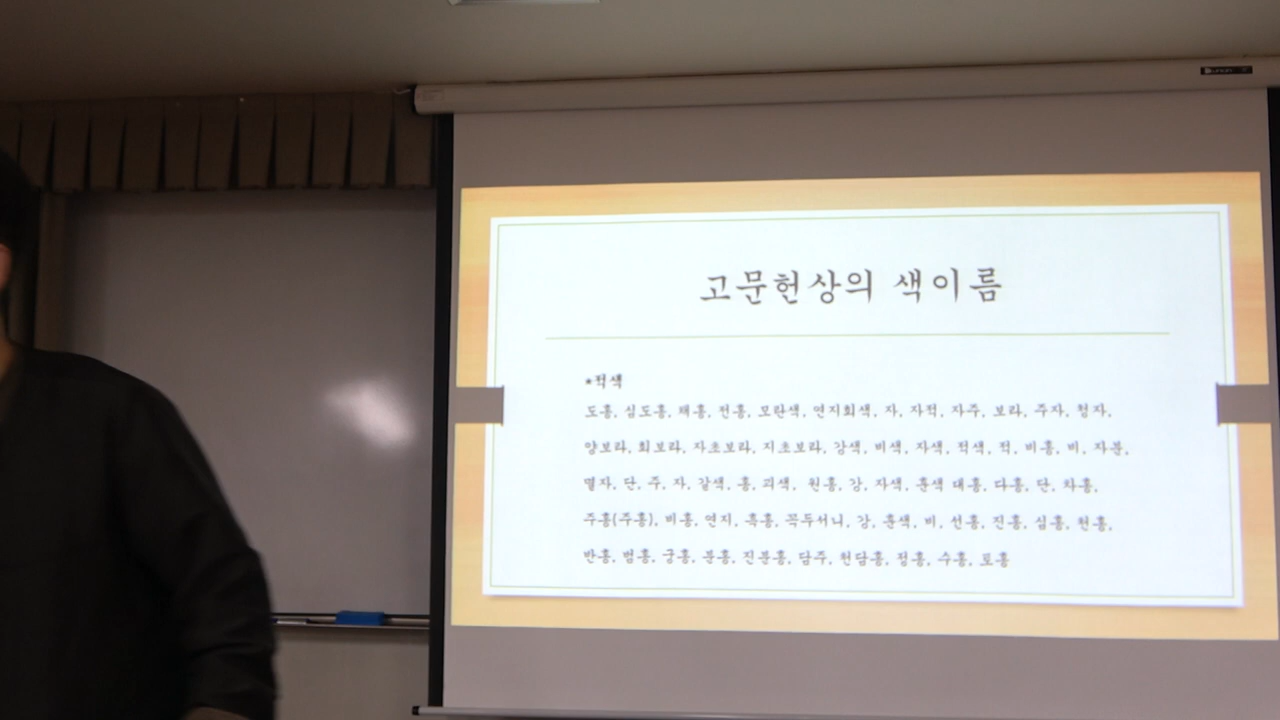 고문헌상의 색이름
*적색
도홍, 심도홍, 채홍, 전홍, 모란색, 연지회색, 자, 자적, 자주, 보라, 주자, 청자,
양보라, 회보라, 자초보라, 지초보라, 강색, 비색, 자색, 적색, 적, 비홍, 비, 자분,
멸자, 단, 주, 자, 갈색, 홍, 괴색, 원홍, 강, 자색, 훈색 대홍, 다홍, 단, 차홍,
주홍(주홍), 비홍, 연지, 흑홍, 꼭두서니, 강, 훈색, 비, 선홍, 진홍, 심홍, 천홍,
반홍, 범홍, 궁홍, 분홍, 진분홍, 담주, 천담홍, 정홍, 수홍, 토홍